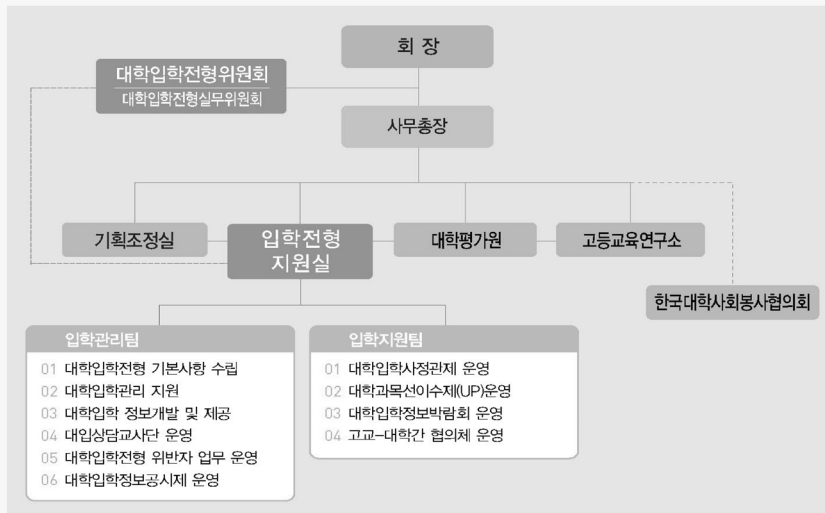 회 장
대학입학전형위원회
대학입학전형실무위원회
사무총장
기획조정실
입학전형
지원실
대학평가원
고등교육연구소
한국대학사회봉사협의회
입학관리팀
01 대학입학전형 기본사항 수립
02 대학입학관리 지원
03 대학입학 정보개발 및 제공
04 대입상담교사단 운영
05 대학입학전형 위반자 업무 운영
06 대학입학정보공시제 운영
입학지원팀
01 대학입학사정관제 운영
02 대학과목선이수제(UP)운영
03 대학입학정보박람회 운영
04 고교-대학간 협의체 운영